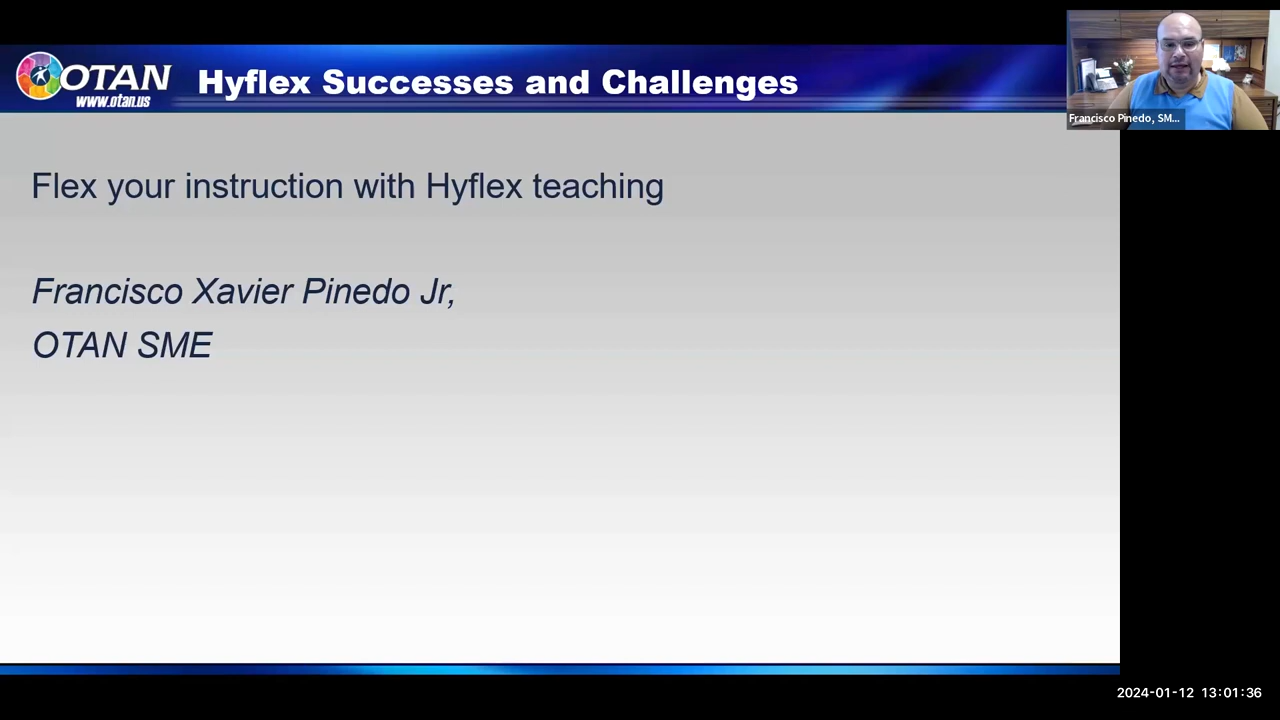 OTAN
www.otan.us
Hyflex Successes and Challenges
Francisco Pinedo, SM...
Flex your instruction with Hyflex teaching
Francisco Xavier Pinedo Jr,
OTAN SME
2024-01-12 13:01:36